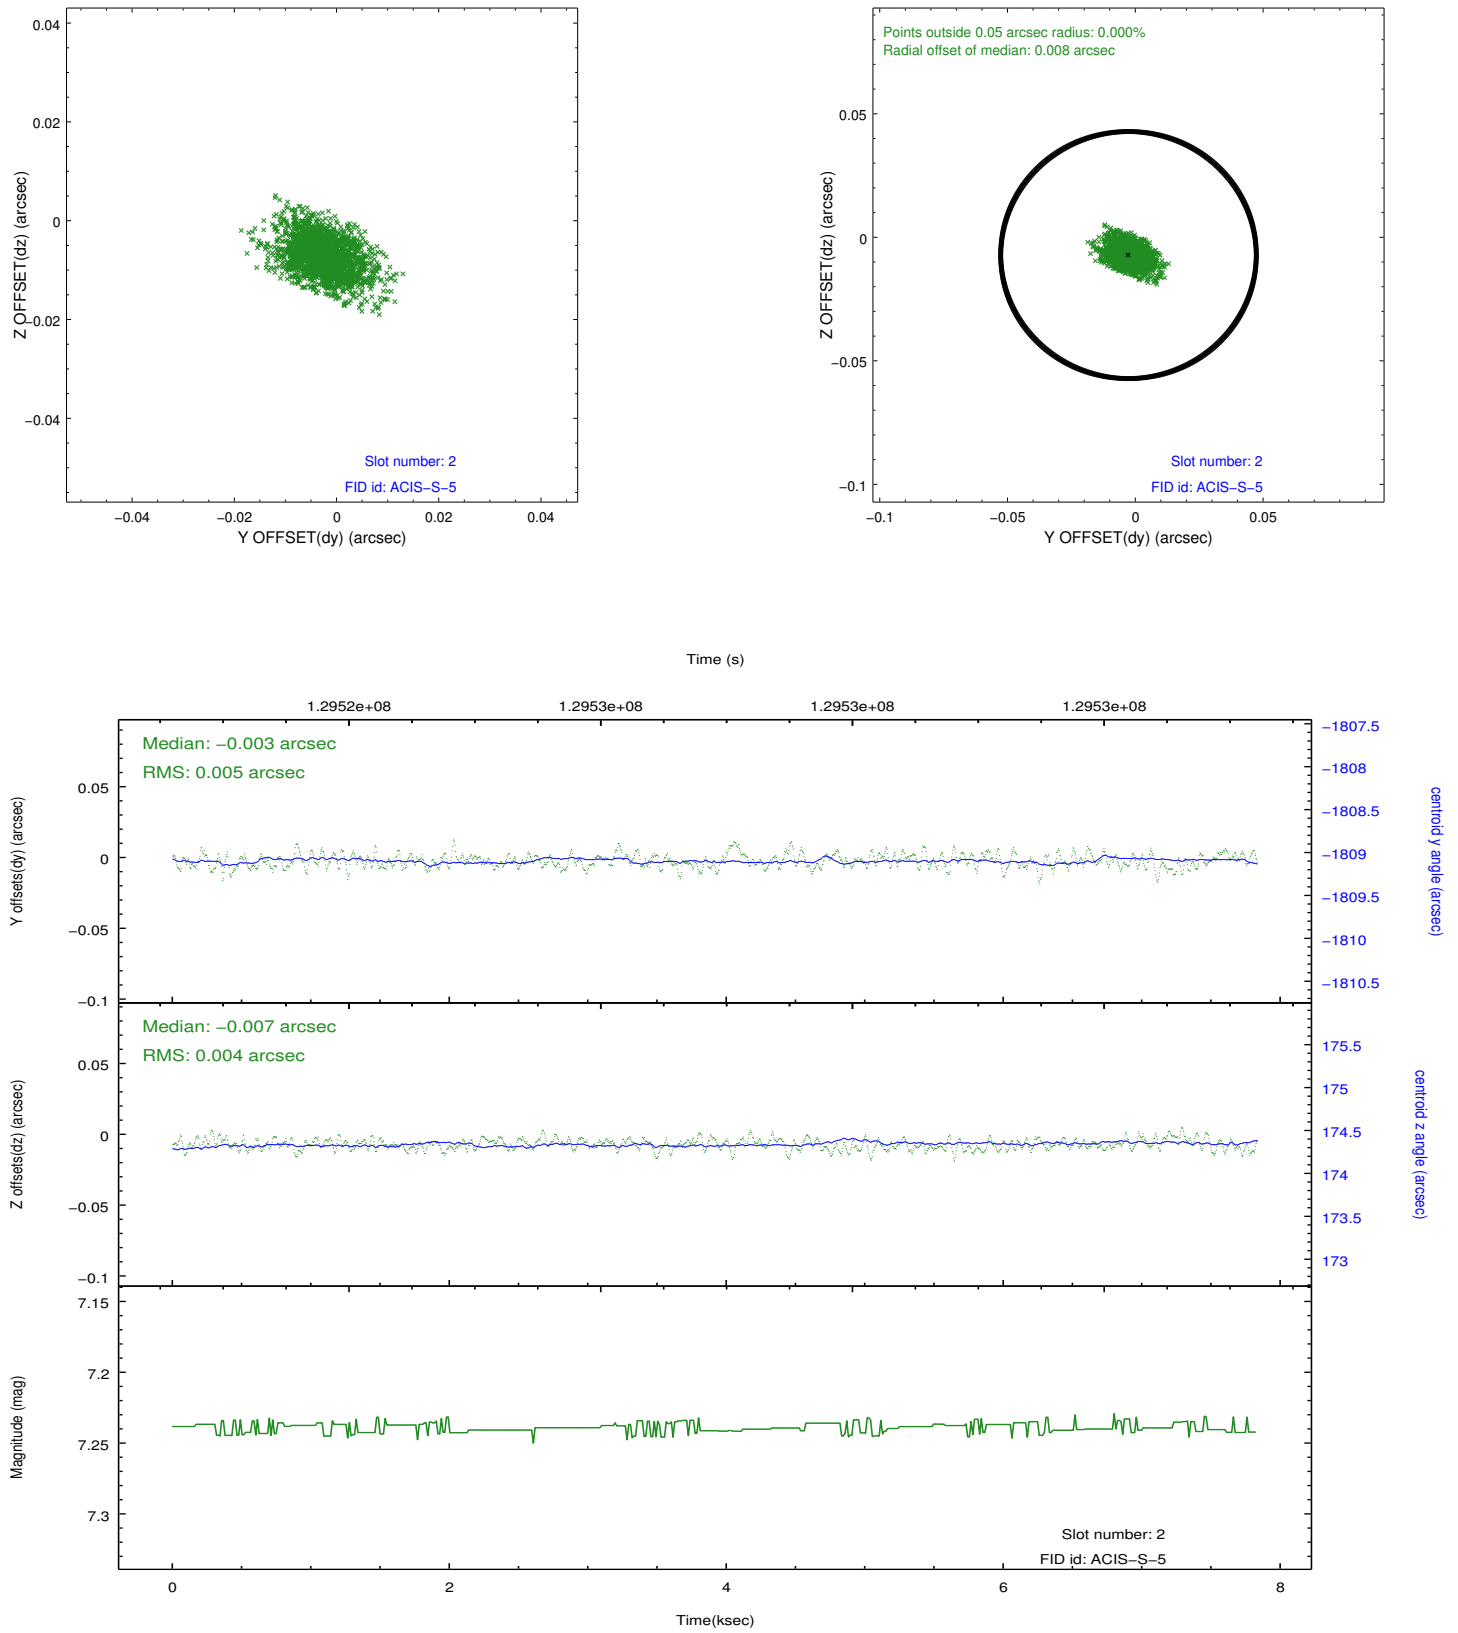 0.04
0.02
0
−0.02
−0.04
Z OFFSET(dz) (arcsec)
Slot number: 2
FID id: ACIS−S−5
−0.04
−0.02
0
0.02
0.04
Y OFFSET(dy) (arcsec)
Points outside 0.05 arcsec radius: 0.000%
Radial offset of median: 0.008 arcsec
0.05
0
−0.05
−0.1
Z OFFSET(dz) (arcsec)
Slot number: 2
FID id: ACIS−S−5
−0.1
−0.05
0
0.05
Y OFFSET(dy) (arcsec)
Time (s)
1.2952e+08
1.2953e+08
1.2953e+08
1.2953e+08
Median: −0.003 arcsec
RMS: 0.005 arcsec
0.05
0
−0.05
−0.1
Y offsets(dy) (arcsec)
−1807.5
−1808
−1808.5
−1809
−1809.5
−1810
−1810.5
centroid y angle (arcsec)
Median: −0.007 arcsec
RMS: 0.004 arcsec
0.05
0
−0.05
−0.1
Z offsets(dz) (arcsec)
175.5
175
174.5
174
173.5
173
centroid z angle (arcsec)
7.15
7.2
7.25
7.3
Magnitude (mag)
Slot number: 2
FID id: ACIS−S−5
0
2
4
6
8
Time(ksec)